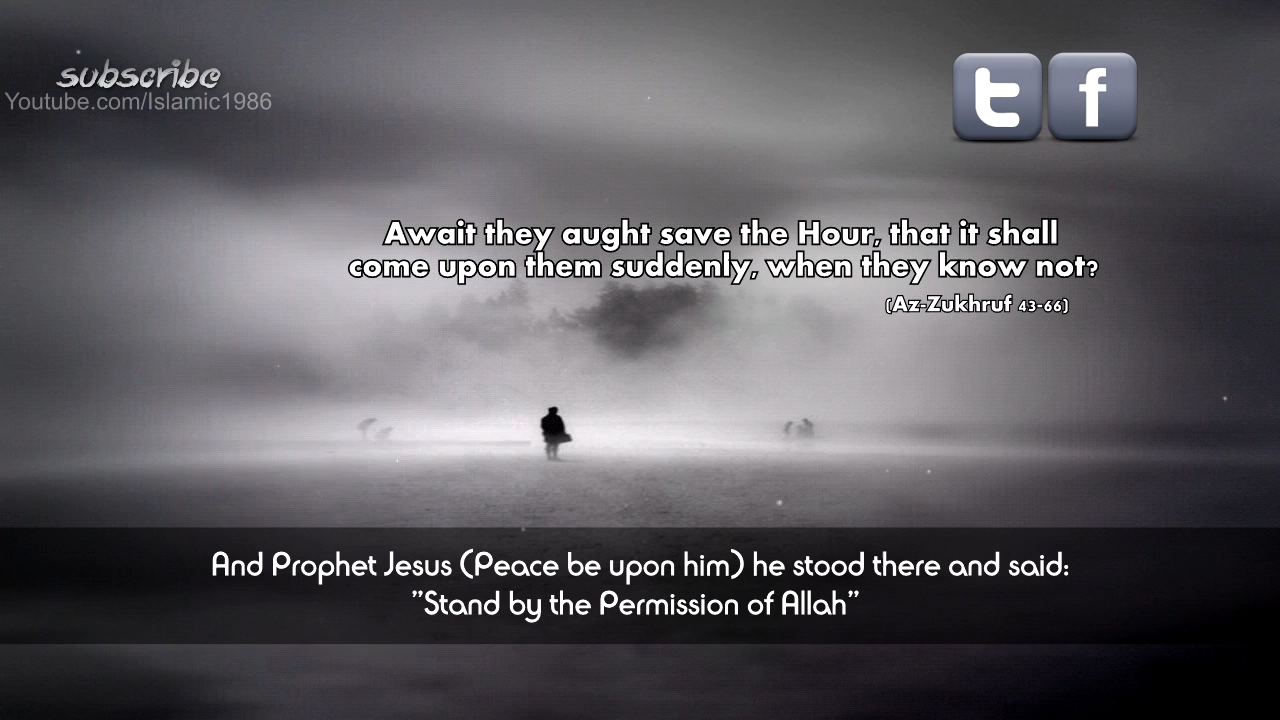 subscribe
Youtube.com/Islamic1986
t f
Await they aught save the Hour, that it shall
come upon them suddenly, when they know not?
(Az-Zukhruf 43-66)
And Prophet Jesus (Peace be upon him) he stood there and said:
"Stand by the Permission of Allah"